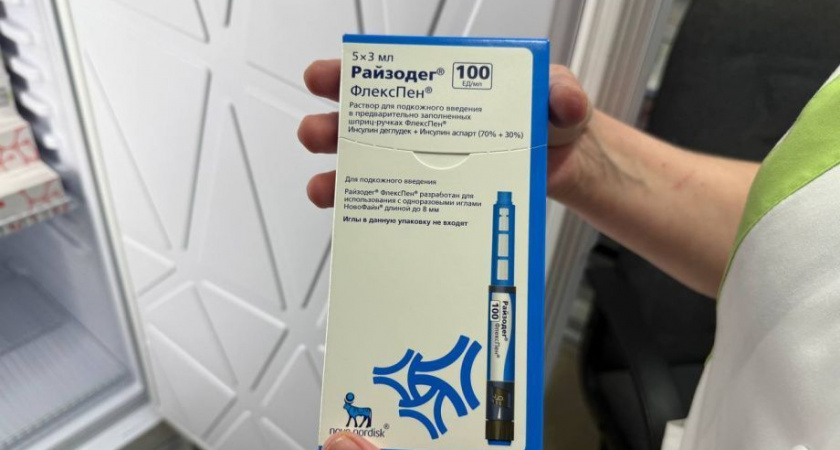 5×3 мл
Райзодег® 100
ФлексПен® ЕД/мл
Раствор для подкожного введения
в предварительно заполненных
шприц-ручках ФлексПен®
Инсулин деглудек + Инсулин аспарт (70% + 30%)
Для подкожного введения
Райзодег® ФлексПен® разработан для
использования с одноразовыми иглами
НовоФайн® длиной до 8 мм
Иглы в данную упаковку не входят
Райзодег®
100 ФлексПен®
novo nordisk®